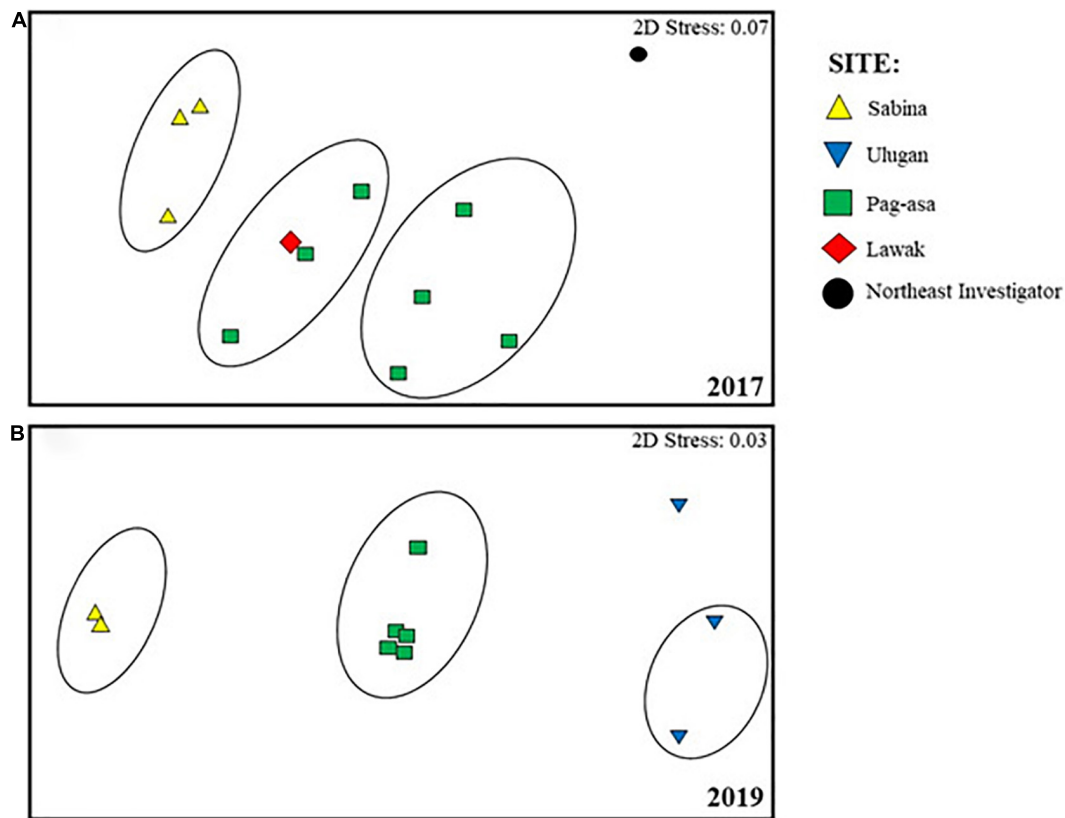 A
2D Stress: 0.07
2017
SITE:
Sabina
Ulugan
Pag-asa
Lawak
Northeast Investigator
B
2D Stress: 0.03
2019